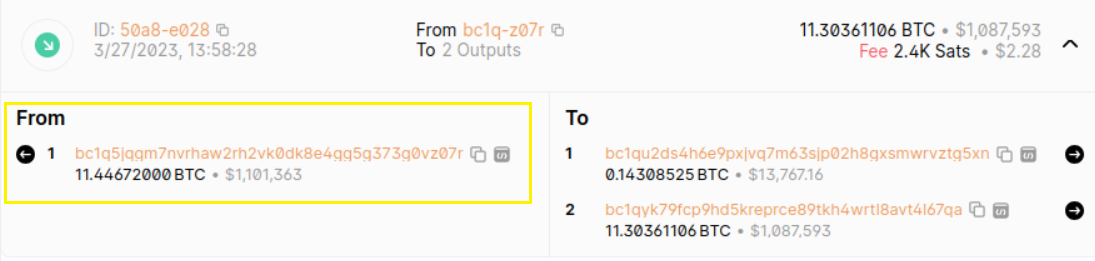 ID: 50a8-e028
3/27/2023, 13:58:28
From bc1q-z07r
To 2 Outputs
11.30361106 BTC • $1,087,593
Fee 2.4K Sats • $2.28
From
1 bc1q5jqgm7nvrhaw2rh2vk0dk8e4gg5g373g0vz07r
11.44672000 BTC • $1,101,363
To
1 bc1qu2ds4h6e9pxjvq7m63sjp02h8gxsmwrvztg5xn
0.14308525 BTC • $13,767.16
2 bc1qyk79fcp9hd5kreprce89tkh4wrtl8avt4l67qa
11.30361106 BTC • $1,087,593